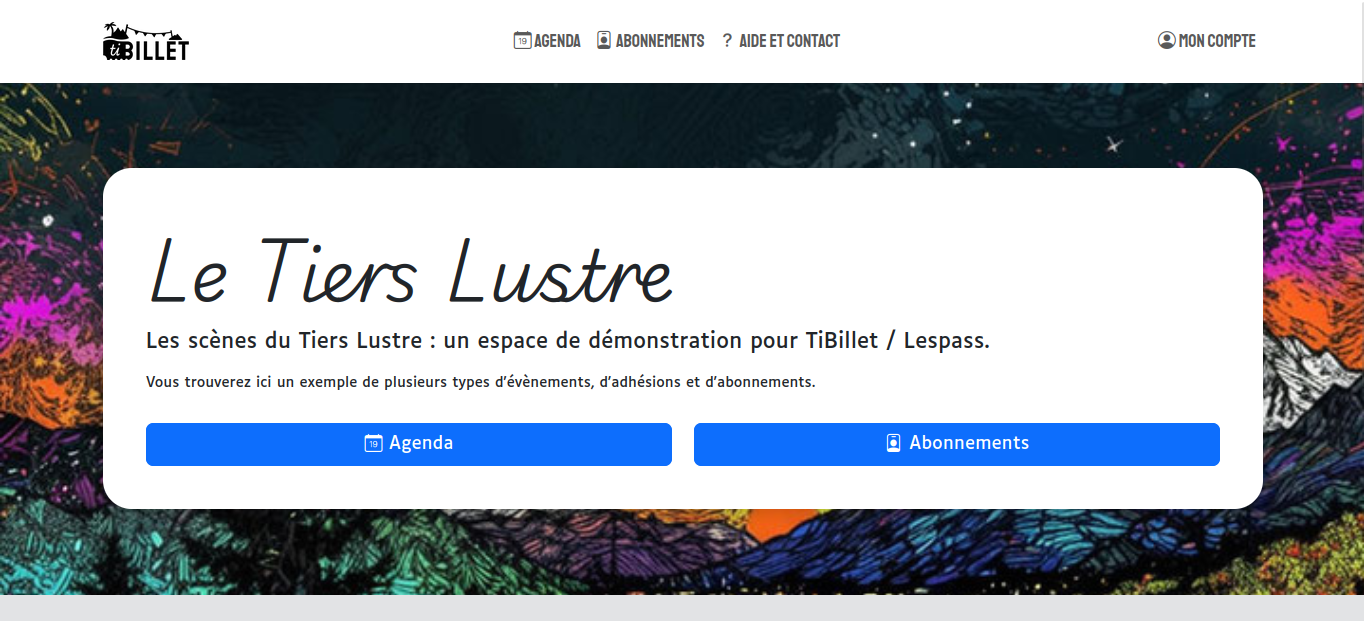 tiBILLET
19 AGENDA
ABONNEMENTS
? AIDE ET CONTACT
MON COMPTE
Le Tiers Lustre
Les scènes du Tiers Lustre : un espace de démonstration pour TiBillet / Lespass.
Vous trouverez ici un exemple de plusieurs types d’évènements, d’adhésions et d’abonnements.
19 Agenda
Abonnements